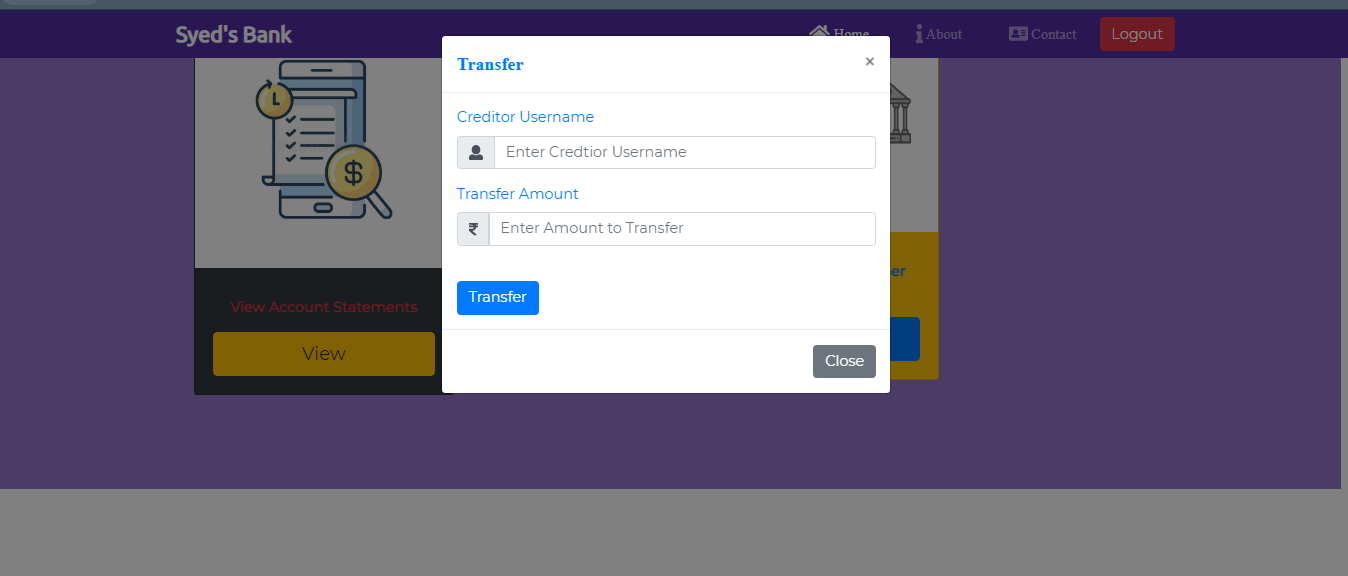 Syed's Bank
Home
About
Contact
Logout
Transfer
×
Creditor Username
Enter Credtior Username
Transfer Amount
₹
Enter Amount to Transfer
Transfer
Close
L
$
View Account Statements
View
er